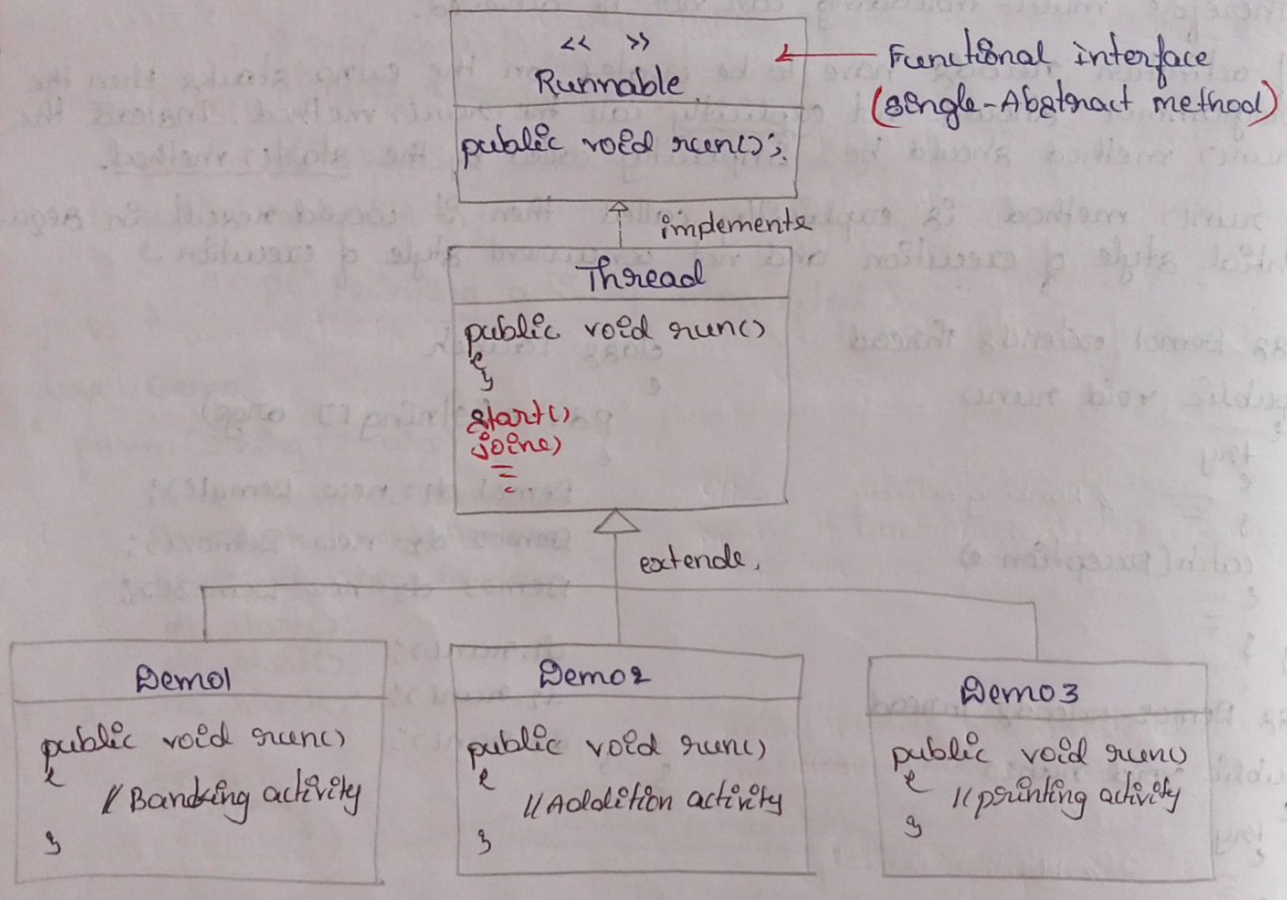 << >>
Runnable
← Functional interface
(single-Abstract method)
public void run();
implements
Thread
public void run()
{
}
start()
join()
extends
Demo1
public void run()
{
//Banking activity
}
Demo2
public void run()
{
//Addition activity
}
Demo3
public void run()
{
//printing activity
}